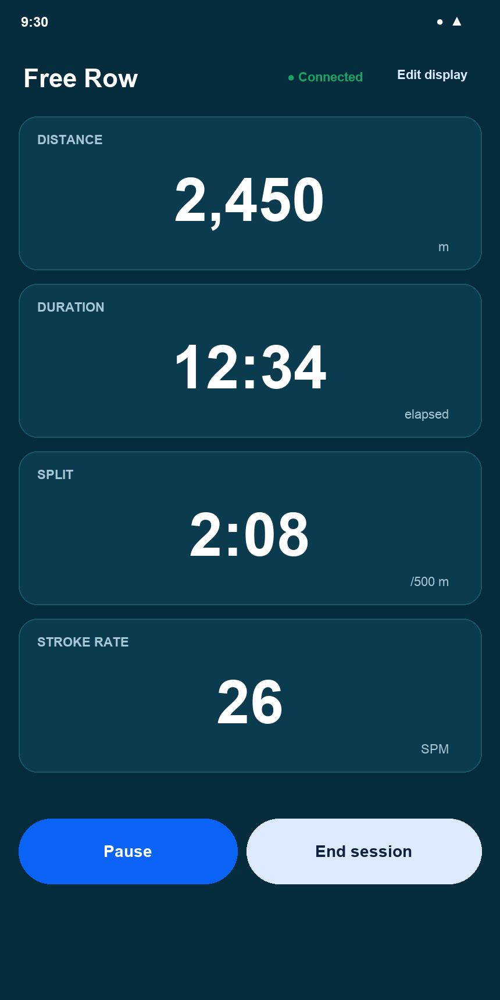 9:30
Free Row
● Connected
Edit display
DISTANCE
2,450
m
DURATION
12:34
elapsed
SPLIT
2:08
/500 m
STROKE RATE
26
SPM
Pause
End session